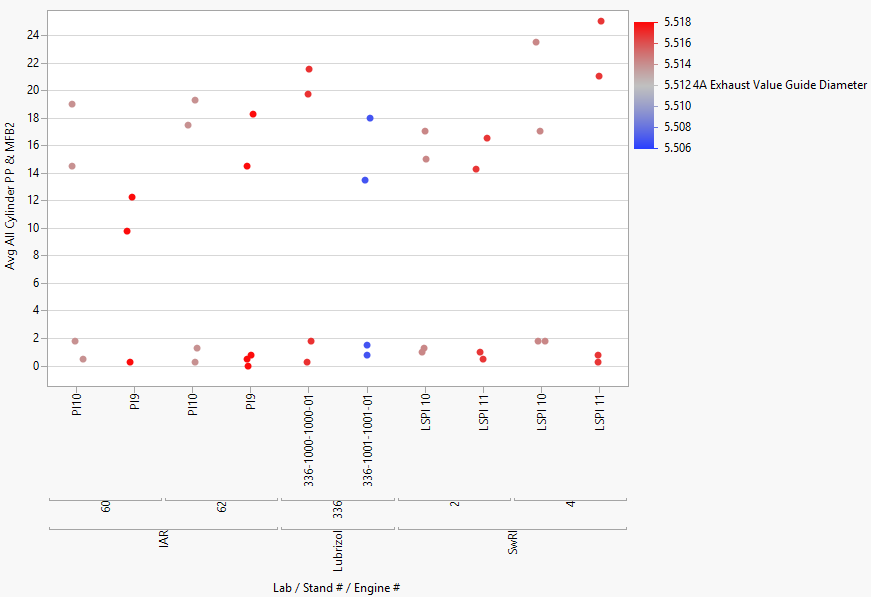 24
22
20
18
16
14
12
10
8
6
4
2
0
Avg All Cylinder PP & MFB2
5.518
5.516
5.514
5.512
5.510
5.508
5.506
4A Exhaust Value Guide Diameter
PI10
PI9
PI10
PI9
336-1000-1000-01
336-1001-1001-01
LSPI 10
LSPI 11
LSPI 10
LSPI 11
60
62
336
2
4
IAR
Lubrizol
SwRI
Lab / Stand # / Engine #